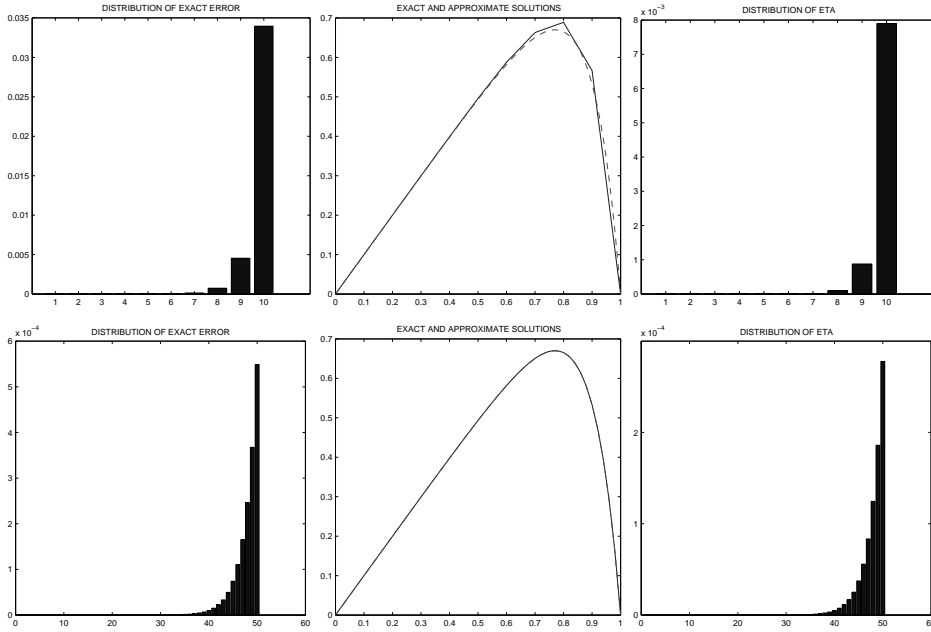 DISTRIBUTION OF EXACT ERROR
0.035
0.03
0.025
0.02
0.015
0.01
0.005
0
1 2 3 4 5 6 7 8 9 10
EXACT AND APPROXIMATE SOLUTIONS
0.7
0.6
0.5
0.4
0.3
0.2
0.1
0
0 0.1 0.2 0.3 0.4 0.5 0.6 0.7 0.8 0.9 1
DISTRIBUTION OF ETA
x 10⁻³
8
7
6
5
4
3
2
1
0
1 2 3 4 5 6 7 8 9 10
DISTRIBUTION OF EXACT ERROR
x 10⁻⁴
6
5
4
3
2
1
0
0 10 20 30 40 50 60
EXACT AND APPROXIMATE SOLUTIONS
0.7
0.6
0.5
0.4
0.3
0.2
0.1
0
0 0.1 0.2 0.3 0.4 0.5 0.6 0.7 0.8 0.9 1
DISTRIBUTION OF ETA
x 10⁻⁴
2
1
0
0 10 20 30 40 50 60